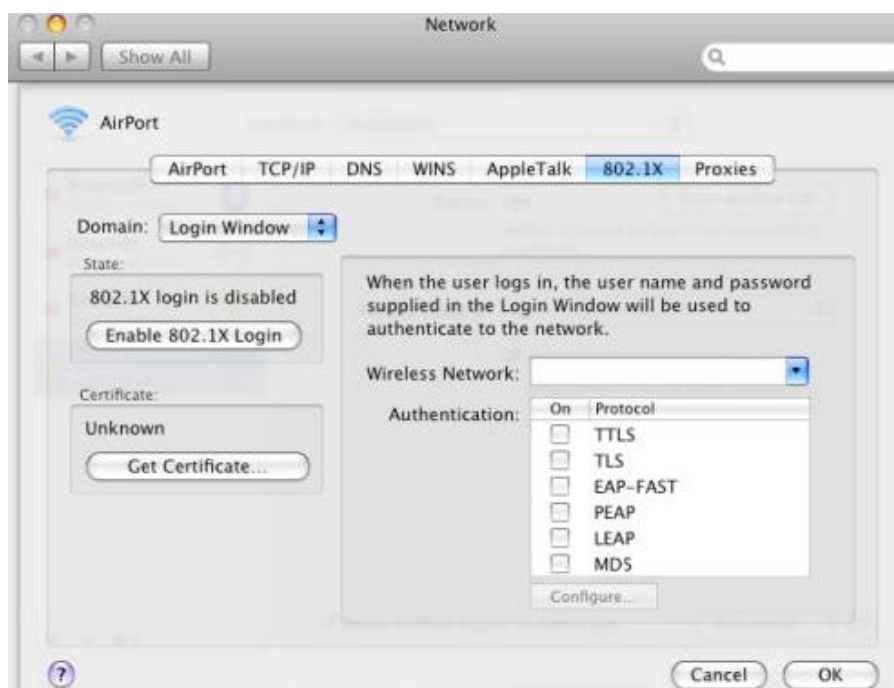 Network
Show All
AirPort
AirPort TCP/IP DNS WINS AppleTalk 802.1X Proxies
Domain: Login Window
State:
802.1X login is disabled
Enable 802.1X Login
Certificate:
Unknown
Get Certificate...
When the user logs in, the user name and password
supplied in the Login Window will be used to
authenticate to the network.
Wireless Network:
Authentication:
On Protocol
TTLS
TLS
EAP-FAST
PEAP
LEAP
MD5
Configure...
?
Cancel OK